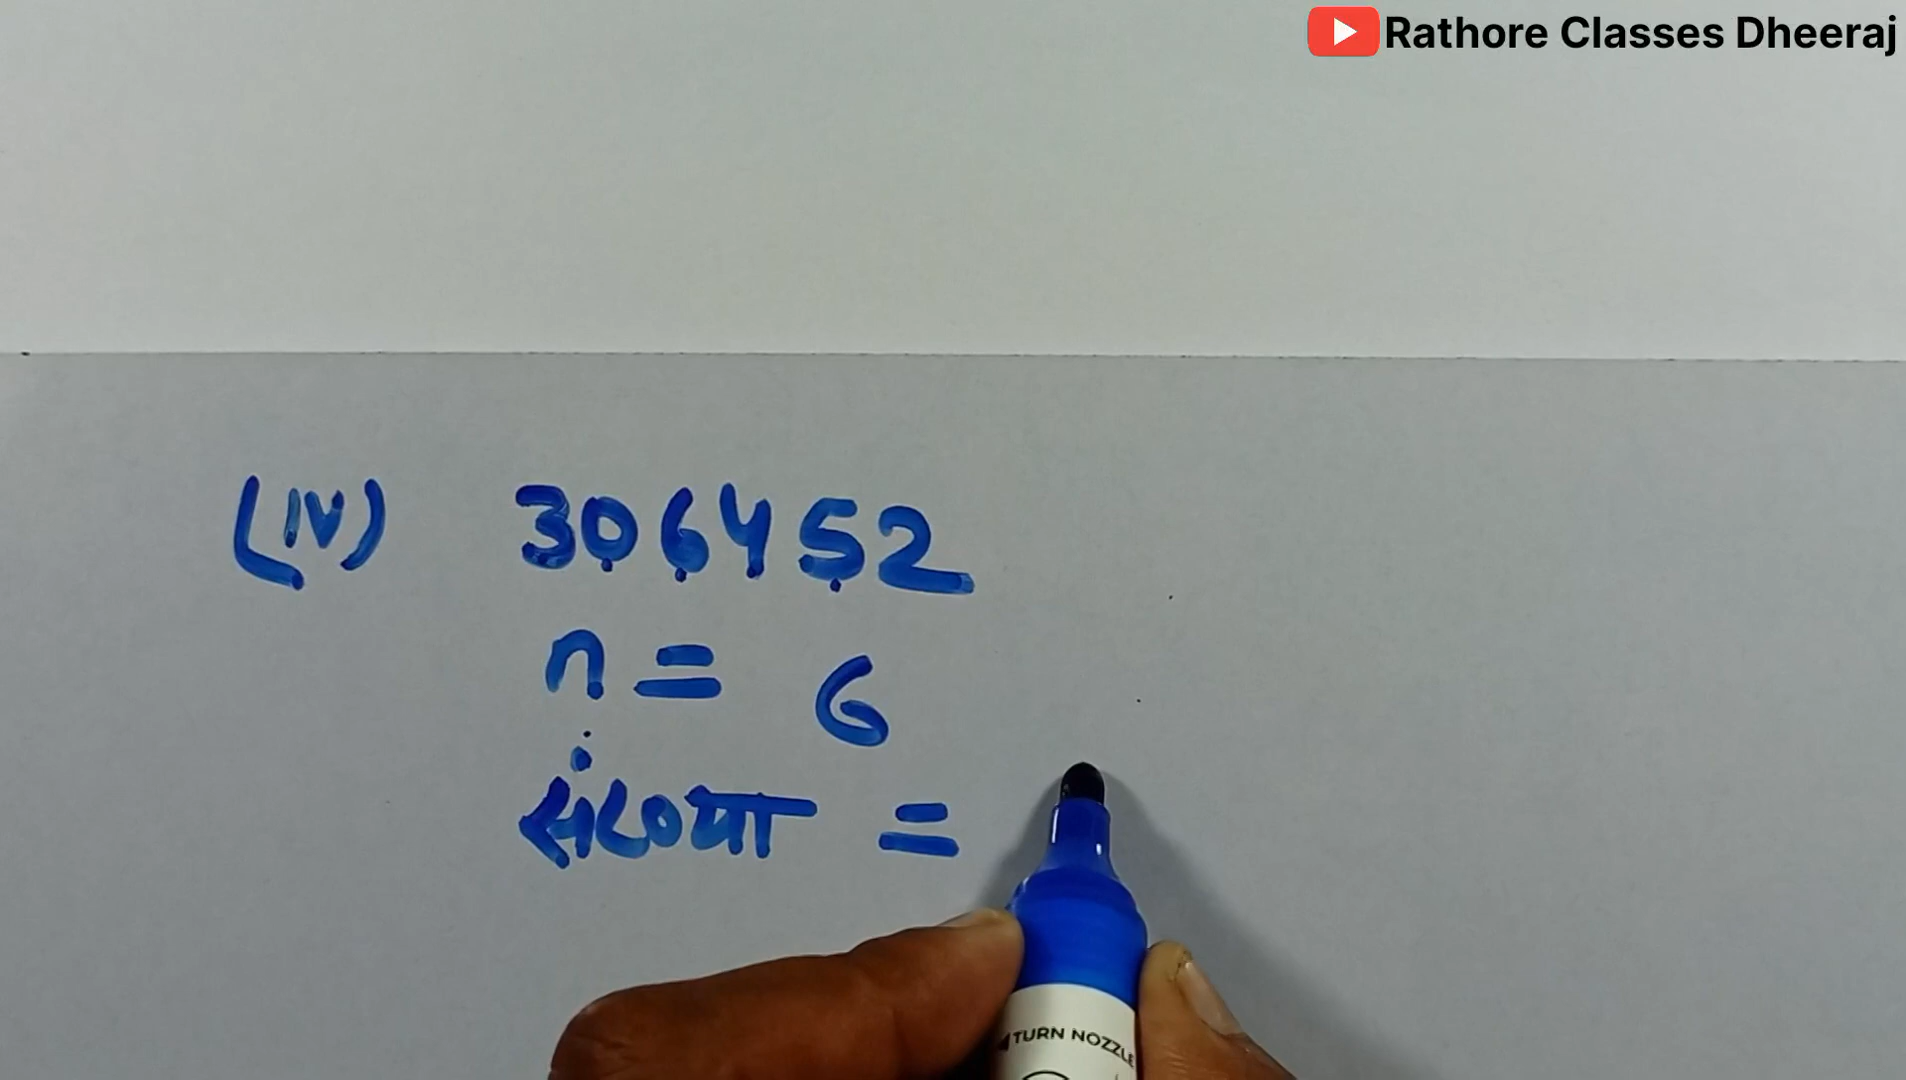 Rathore Classes Dheeraj
(IV) 306452
n = 6
संख्या =
TURN NOZZLE